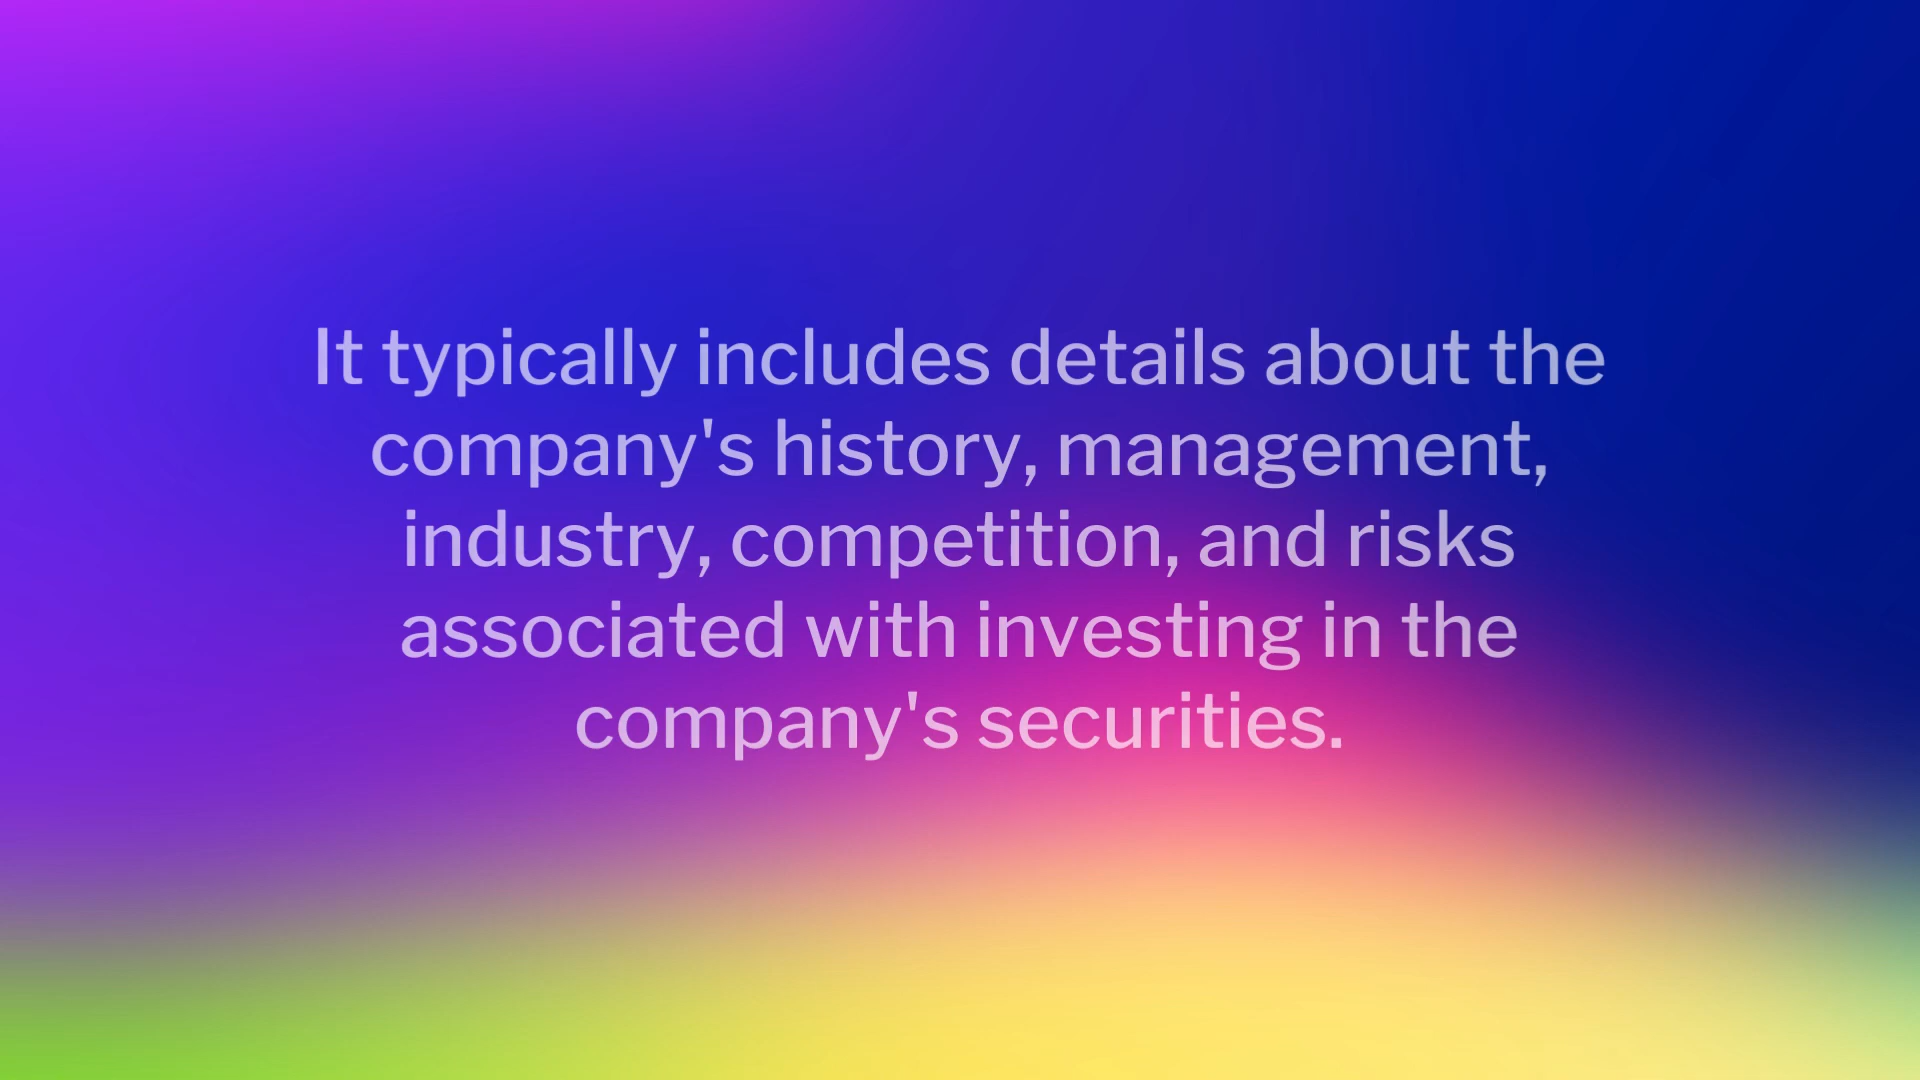 It typically includes details about the
company's history, management,
industry, competition, and risks
associated with investing in the
company's securities.